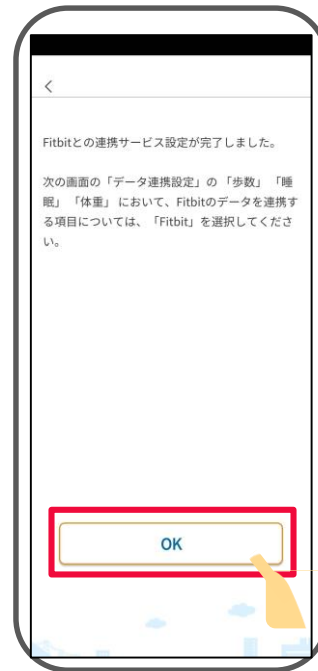 Fitbitとの連携サービス設定が完了しました。
次の画面の「データ連携設定」の「歩数」「睡
眠」「体重」において、Fitbitのデータを連携す
る項目については、「Fitbit」を選択してくださ
い。
OK